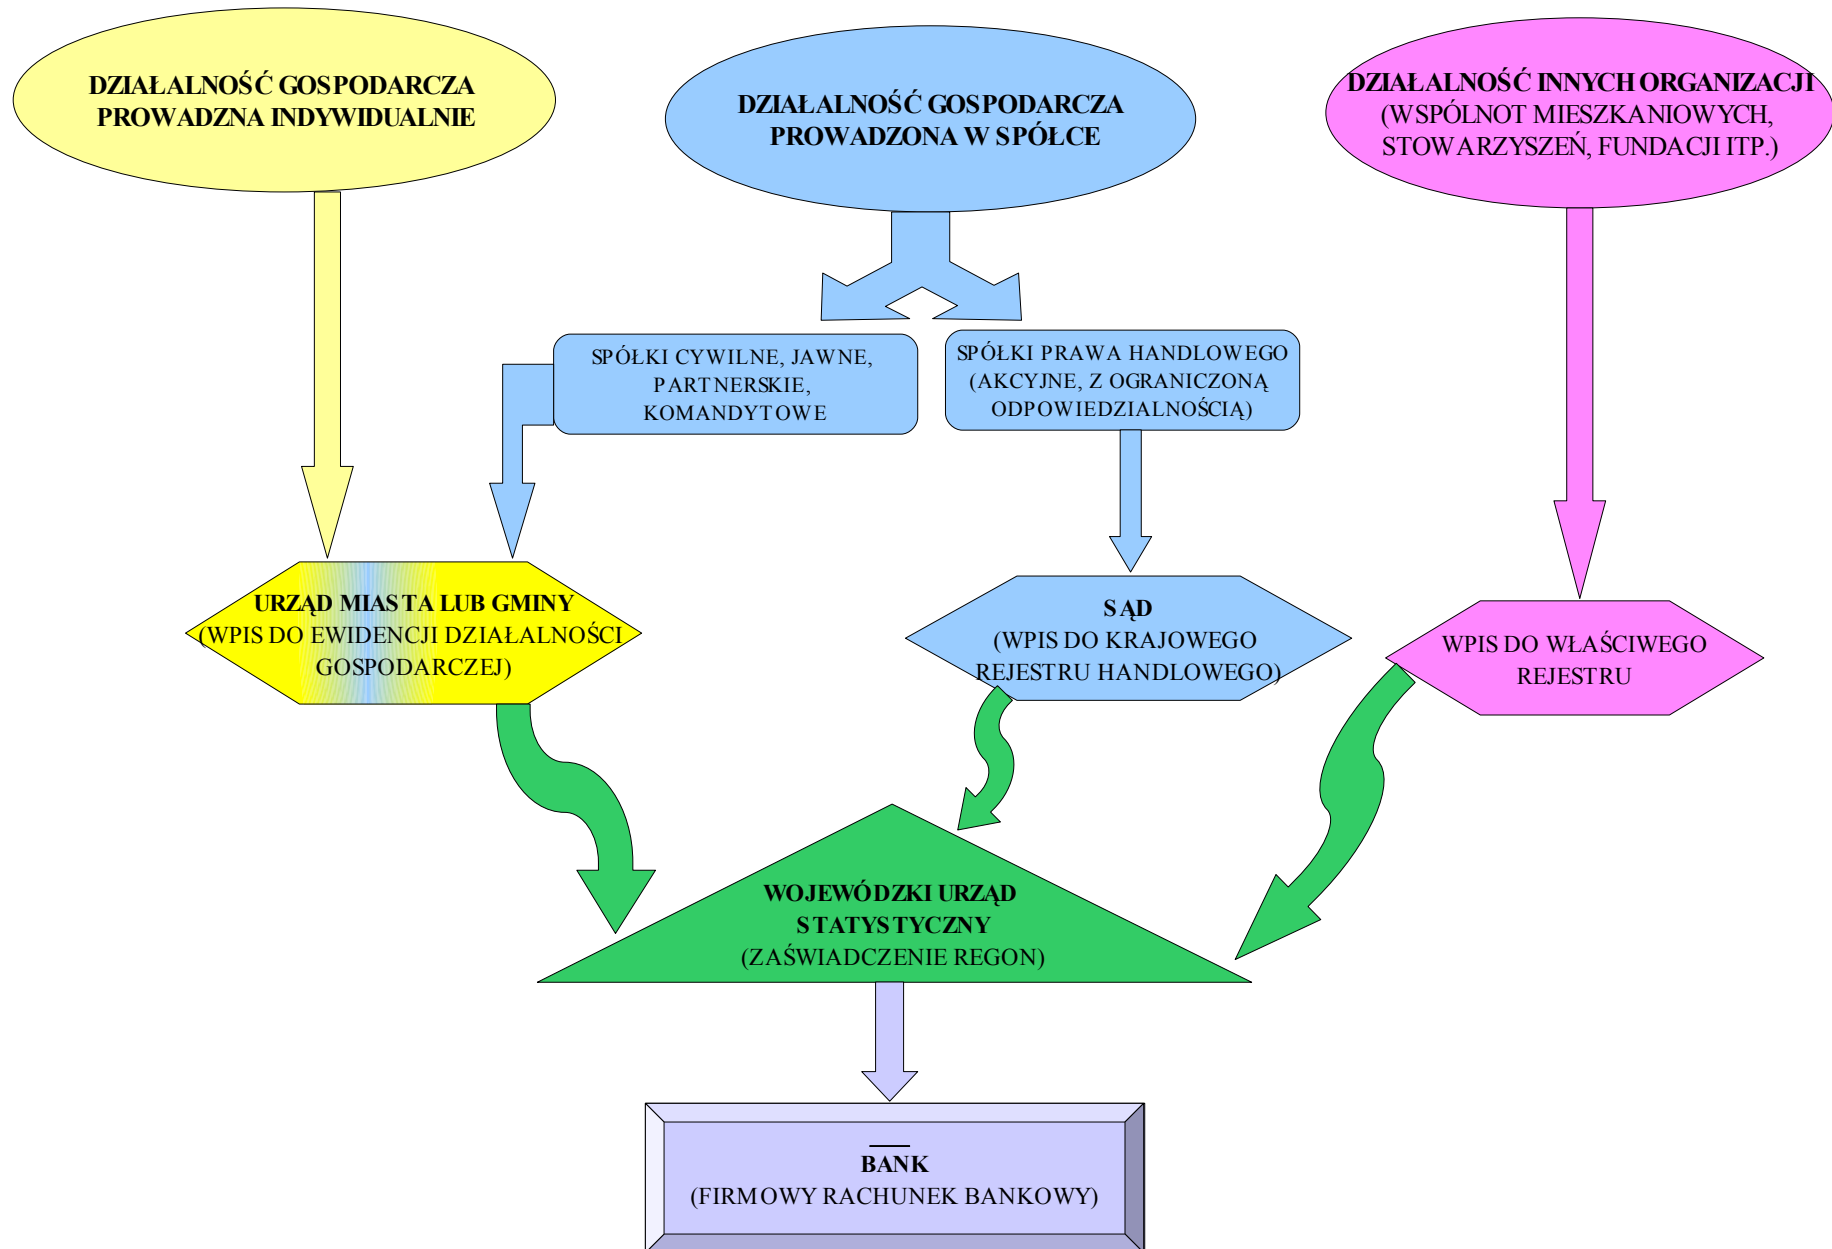 DZIAŁALNOŚĆ GOSPODARCZA
PROWADZNA INDYWIDUALNIE
DZIAŁALNOŚĆ GOSPODARCZA
PROWADZONA W SPÓŁCE
DZIAŁALNOŚĆ INNYCH ORGANIZACJI
(WSPÓLNOT MIESZKANIOWYCH,
STOWARZYSZEŃ, FUNDACJI ITP.)
SPÓŁKI CYWILNE, JAWNE,
PARTNERSKIE,
KOMANDYTOWE
SPÓŁKI PRAWA HANDLOWEGO
(AKCYJNE, Z OGRANICZONĄ
ODPOWIEDZIALNOŚCIĄ)
URZĄD MIASTA LUB GMINY
(WPIS DO EWIDENCJI DZIAŁALNOŚCI
GOSPODARCZEJ)
SĄD
(WPIS DO KRAJOWEGO
REJESTRU HANDLOWEGO)
WPIS DO WŁAŚCIWEGO
REJESTRU
WOJEWÓDZKI URZĄD
STATYSTYCZNY
(ZAŚWIADCZENIE REGON)
BANK
(FIRMOWY RACHUNEK BANKOWY)